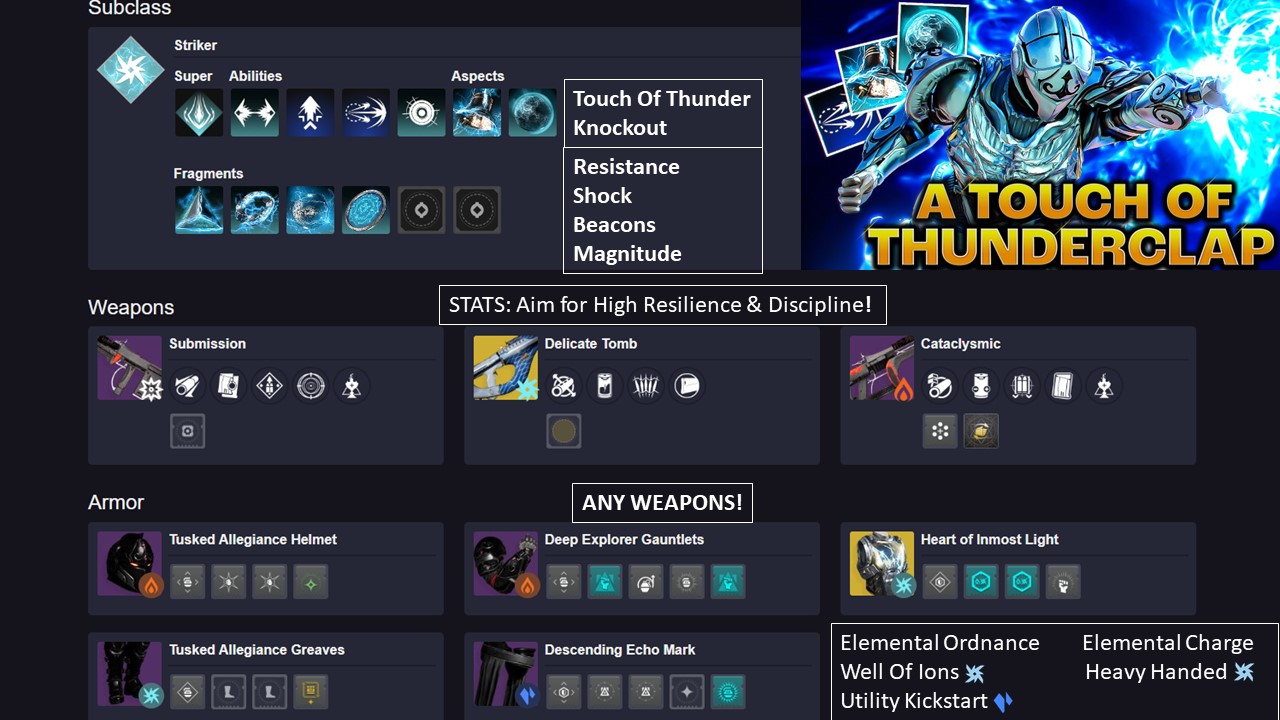 Subclass
Striker
Super Abilities Aspects
Touch Of Thunder
Knockout
Fragments
Resistance
Shock
Beacons
Magnitude
A TOUCH OF
THUNDERCLAP
Weapons
STATS: Aim for High Resilience & Discipline!
Submission
Delicate Tomb
Cataclysmic
Armor
ANY WEAPONS!
Tusked Allegiance Helmet
Deep Explorer Gauntlets
Heart of Inmost Light
Tusked Allegiance Greaves
Descending Echo Mark
Elemental Ordnance Elemental Charge
Well Of Ions Heavy Handed
Utility Kickstart